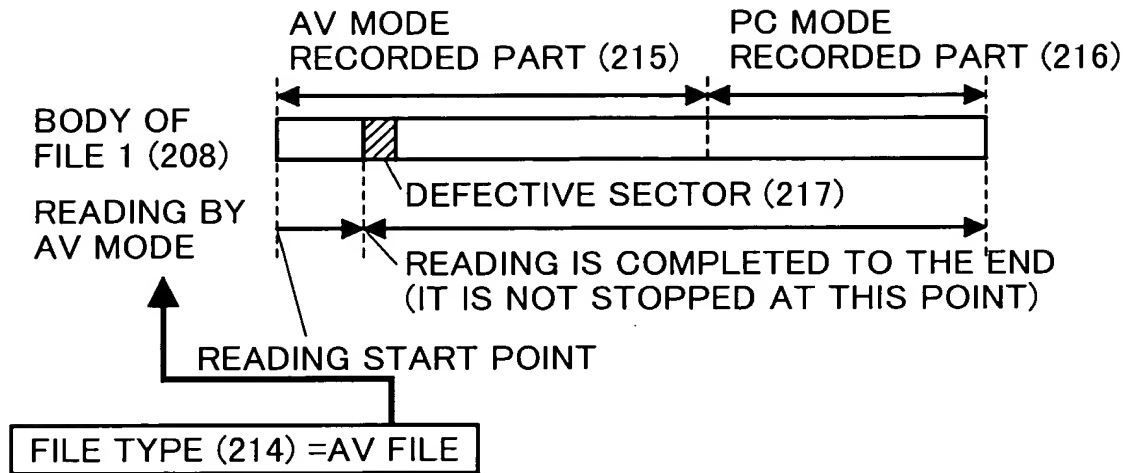 AV MODE
RECORDED PART (215)
PC MODE
RECORDED PART (216)
BODY OF
FILE 1 (208)
DEFECTIVE SECTOR (217)
READING BY
AV MODE
READING IS COMPLETED TO THE END
(IT IS NOT STOPPED AT THIS POINT)
READING START POINT
FILE TYPE (214) =AV FILE